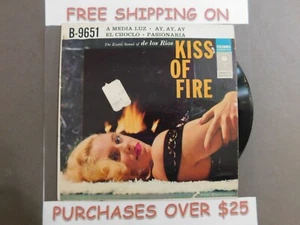 FREE SHIPPING ON
B-9651
A MEDIA LUZ · AY, AY, AY
EL CHOCLO · PASIONARIA
The Exotic Sound of de los Rios
KISS
OF
FIRE
PURCHASES OVER $25